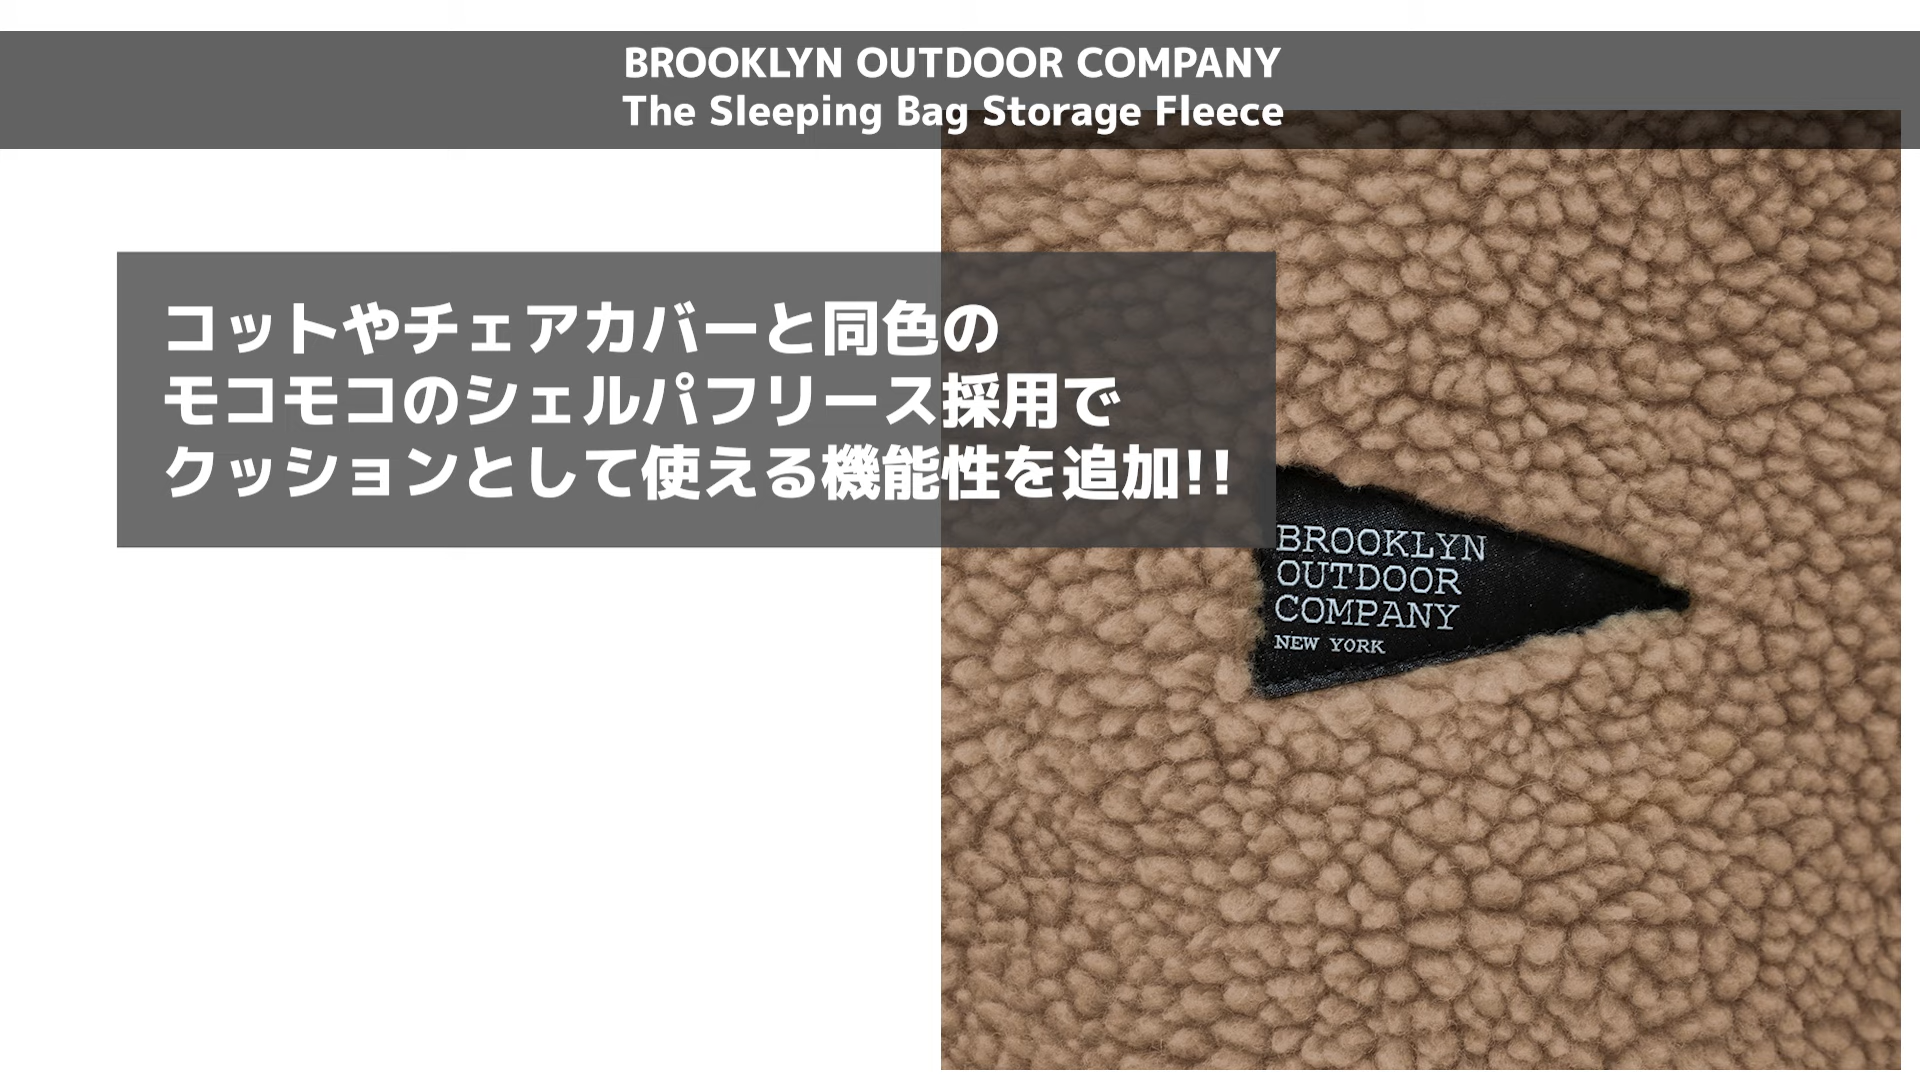 BROOKLYN OUTDOOR COMPANY
The Sleeping Bag Storage Fleece
コットやチェアカバーと同色の
モコモコのシェルパフリース採用で
クッションとして使える機能性を追加!!
BROOKLYN
OUTDOOR
COMPANY
NEW YORK